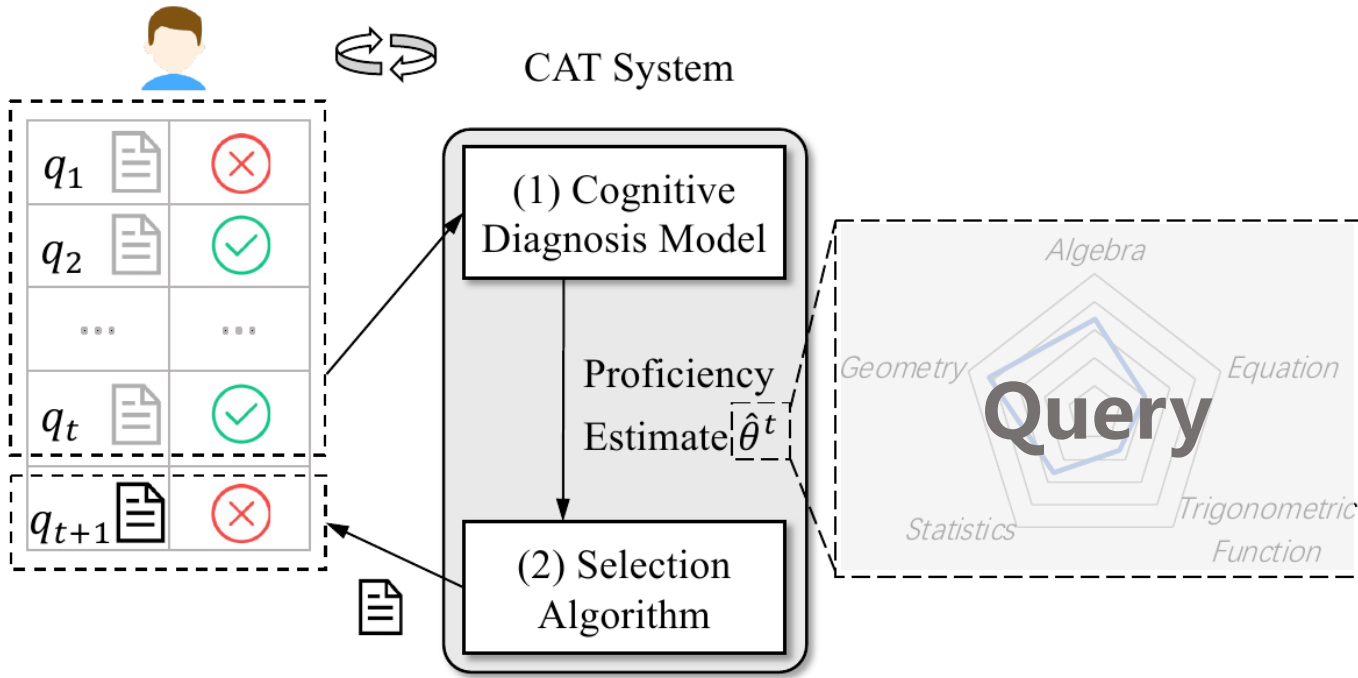 CAT System
q₁
q₂
...
...
qₜ
qₜ₊₁
(1) Cognitive
Diagnosis Model
Proficiency
Estimate θ̂ᵗ
(2) Selection
Algorithm
Algebra
Geometry
Equation
Query
Statistics
Trigonometric
Function